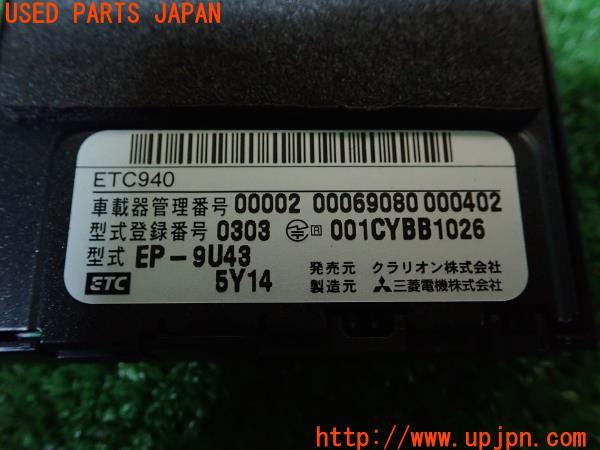 USED PARTS JAPAN
ETC940
車載器管理番号 00002 00069080 000402
型式登録番号 0303 R 001CYBB1026
型式 EP-9U43
ETC 5Y14
発売元 クラリオン株式会社
製造元 三菱電機株式会社
(株)UPJ
http://www.upjpn.com/